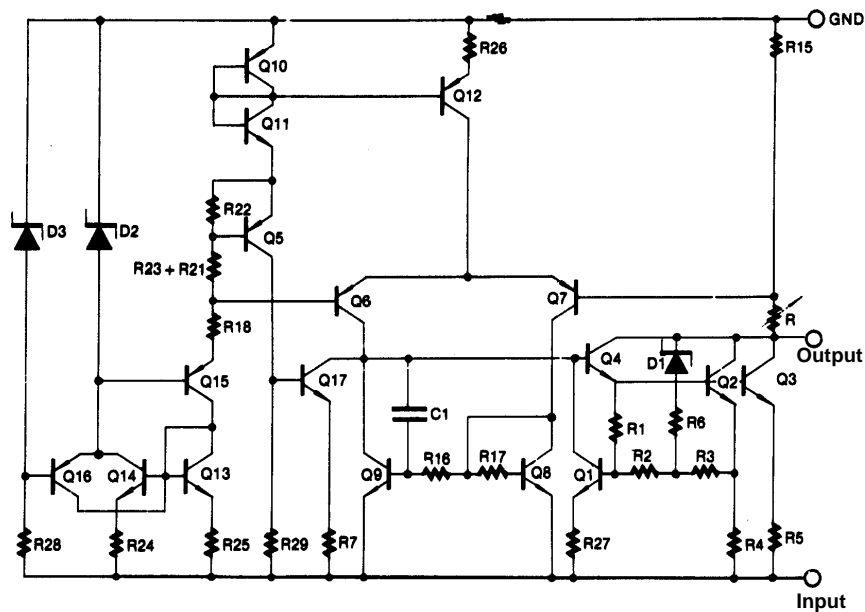 GND
R26
R15
Q10
Q12
Q11
R22
D3
D2
Q5
R23 + R21
Q6
Q7
R
R18
Output
Q4
D1
Q2
Q3
Q15
Q17
C1
R1
R6
R16
R17
R2
R3
Q16
Q14
Q13
Q9
Q8
Q1
R28
R24
R25
R29
R7
R27
R4
R5
Input